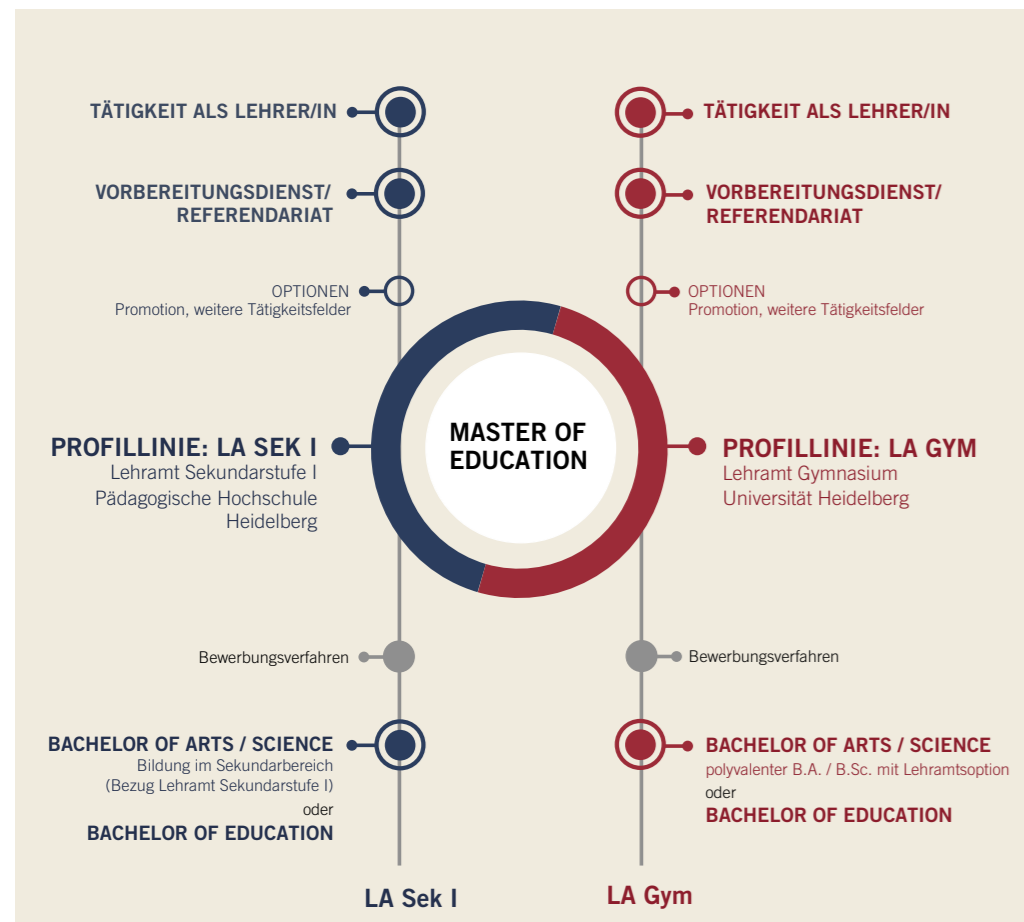 TÄTIGKEIT ALS LEHRER/IN
TÄTIGKEIT ALS LEHRER/IN
VORBEREITUNGSDIENST/
REFERENDARIAT
VORBEREITUNGSDIENST/
REFERENDARIAT
OPTIONEN
Promotion, weitere Tätigkeitsfelder
OPTIONEN
Promotion, weitere Tätigkeitsfelder
MASTER OF
EDUCATION
PROFILLINIE: LA SEK I
Lehramt Sekundarstufe I
Pädagogische Hochschule
Heidelberg
PROFILLINIE: LA GYM
Lehramt Gymnasium
Universität Heidelberg
Bewerbungsverfahren
Bewerbungsverfahren
BACHELOR OF ARTS / SCIENCE
Bildung im Sekundarbereich
(Bezug Lehramt Sekundarstufe I)
oder
BACHELOR OF EDUCATION
BACHELOR OF ARTS / SCIENCE
polyvalenter B.A. / B.Sc. mit Lehramtsoption
oder
BACHELOR OF EDUCATION
LA Sek I
LA Gym